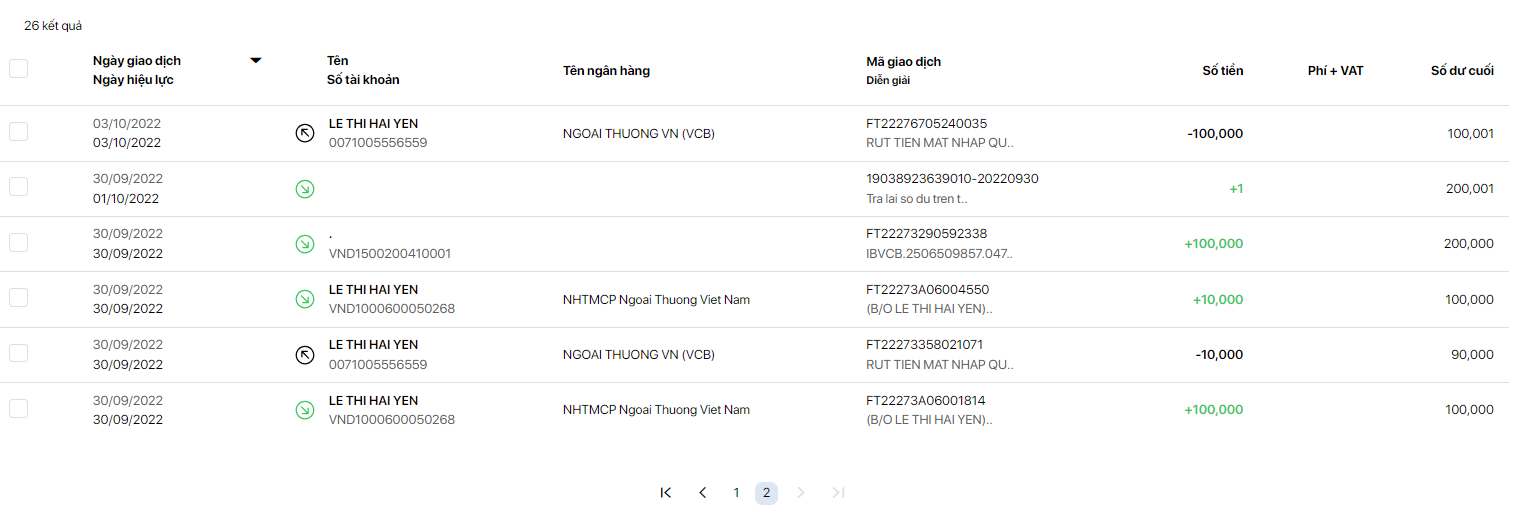 26 kết quả
Ngày giao dịch
Ngày hiệu lực
Tên
Số tài khoản
Tên ngân hàng
Mã giao dịch
Diễn giải
Số tiền
Phí + VAT
Số dư cuối
03/10/2022
03/10/2022
LE THI HAI YEN
0071005556559
NGOAI THUONG VN (VCB)
FT22276705240035
RUT TIEN MAT NHAP QU..
-100,000
100,001
30/09/2022
01/10/2022
19038923639010-20220930
Tra lai so du tren t..
+1
200,001
30/09/2022
30/09/2022
.
VND1500200410001
FT22273290592338
IBVCB.2506509857.047..
+100,000
200,000
30/09/2022
30/09/2022
LE THI HAI YEN
VND1000600050268
NHTMCP Ngoai Thuong Viet Nam
FT22273A06004550
(B/O LE THI HAI YEN)..
+10,000
100,000
30/09/2022
30/09/2022
LE THI HAI YEN
0071005556559
NGOAI THUONG VN (VCB)
FT22273358021071
RUT TIEN MAT NHAP QU..
-10,000
90,000
30/09/2022
30/09/2022
LE THI HAI YEN
VND1000600050268
NHTMCP Ngoai Thuong Viet Nam
FT22273A06001814
(B/O LE THI HAI YEN)..
+100,000
100,000
1 2